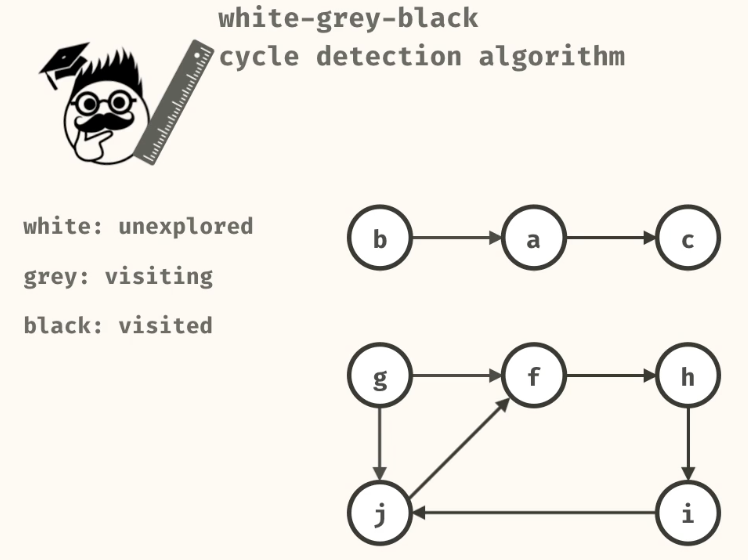 white-grey-black
cycle detection algorithm
white: unexplored
grey: visiting
black: visited
b
a
c
g
f
h
j
i